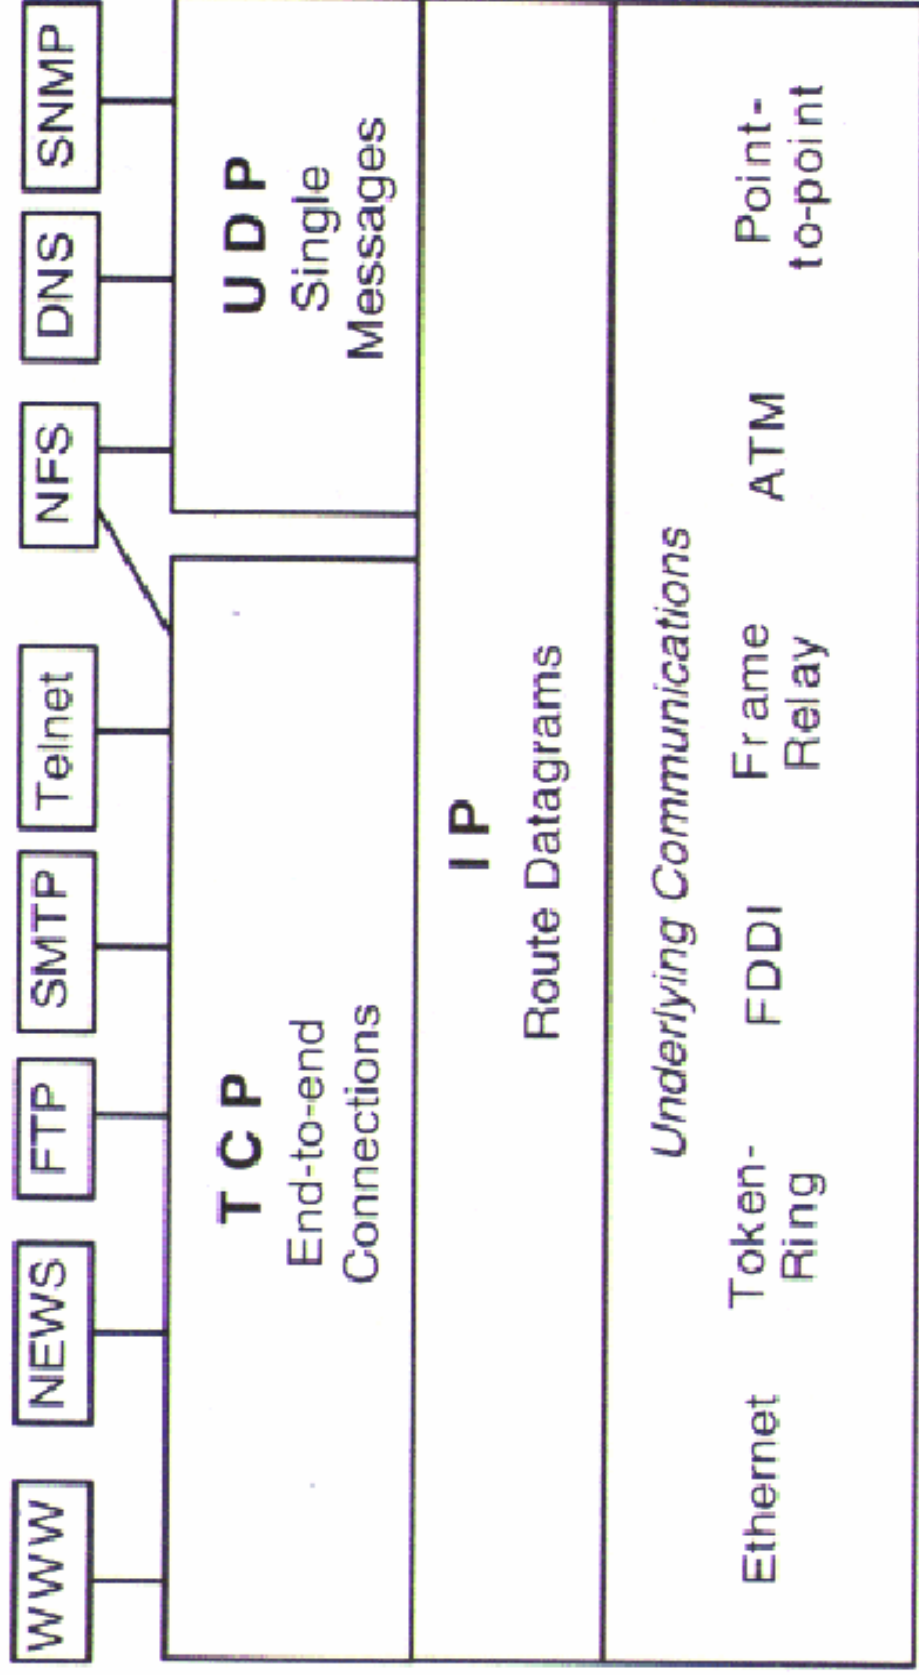 WWW
NEWS
FTP
SMTP
Telnet
NFS
DNS
SNMP
TCP
End-to-end
Connections
UDP
Single
Messages
IP
Route Datagrams
Underlying Communications
Ethernet
Token-
Ring
FDDI
Frame
Relay
ATM
Point-
to-point